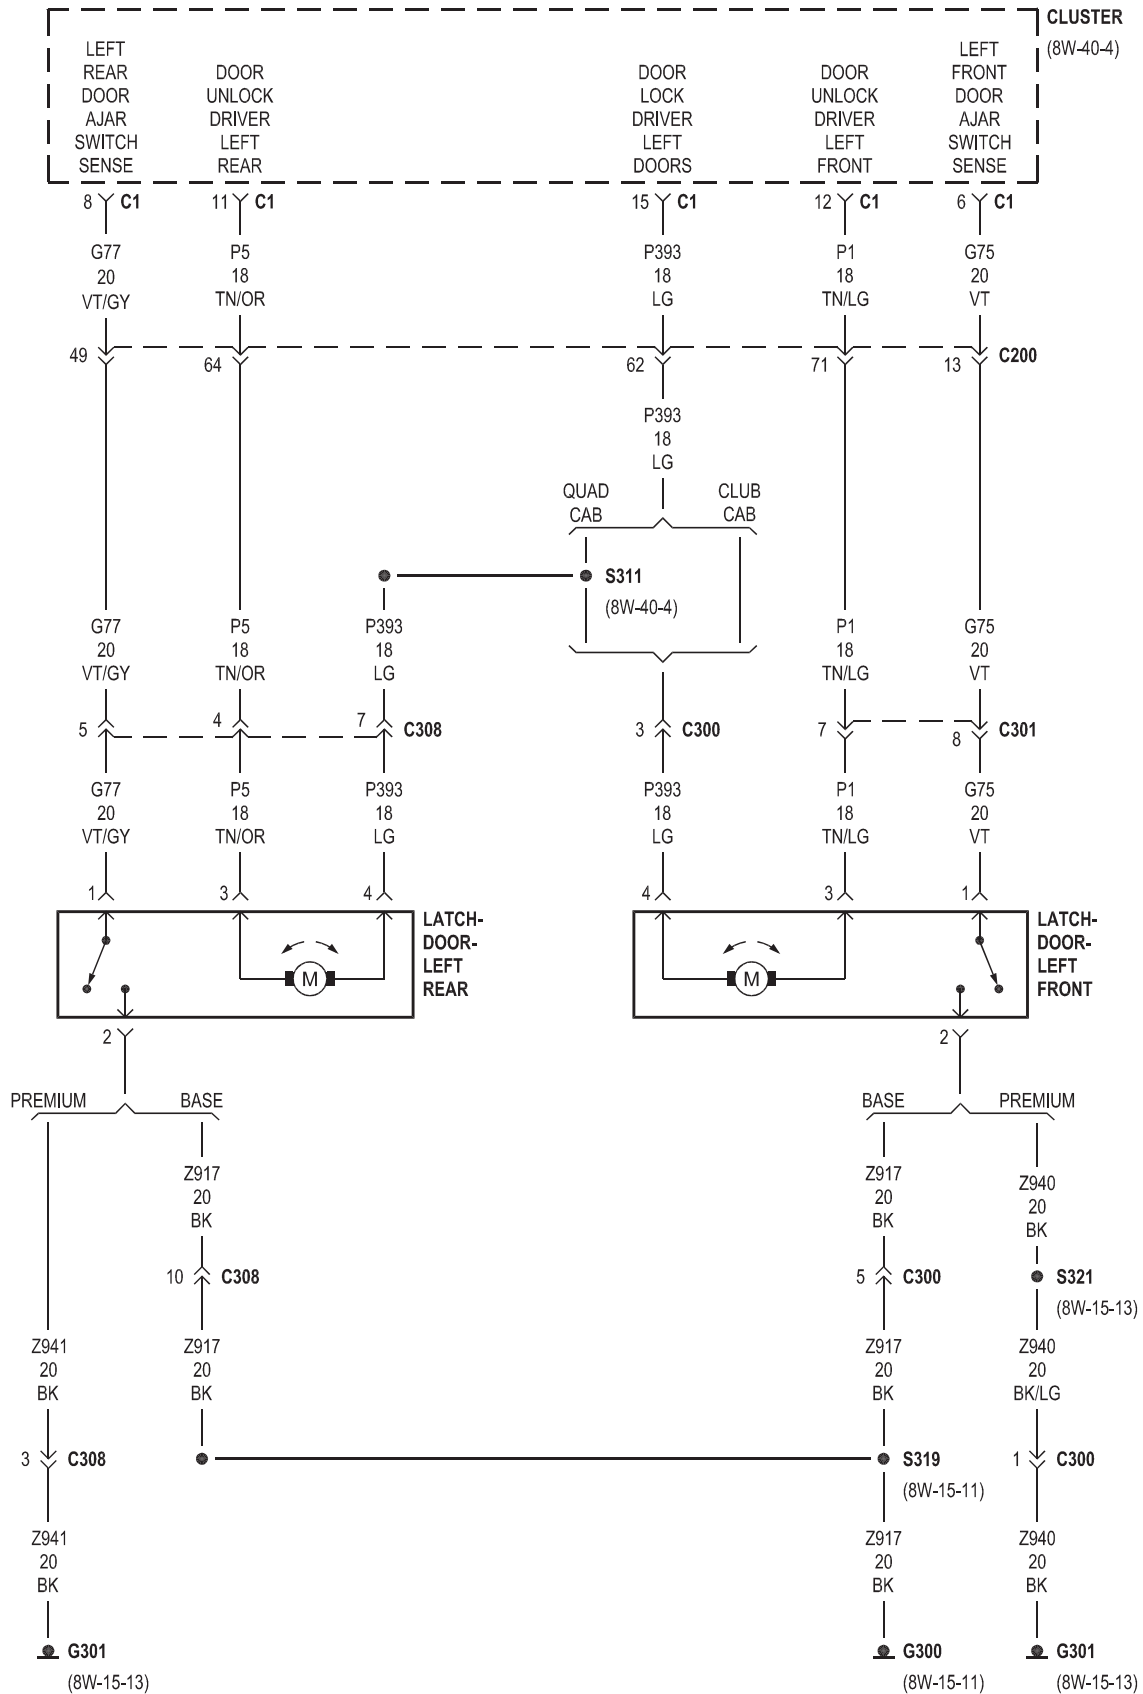 CLUSTER
(8W-40-4)
LEFT
REAR
DOOR
AJAR
SWITCH
SENSE
DOOR
UNLOCK
DRIVER
LEFT
REAR
DOOR
LOCK
DRIVER
LEFT
DOORS
DOOR
UNLOCK
DRIVER
LEFT
FRONT
LEFT
FRONT
DOOR
AJAR
SWITCH
SENSE
8 C1
11 C1
15 C1
12 C1
6 C1
G77
20
VT/GY
P5
18
TN/OR
P393
18
LG
P1
18
TN/LG
G75
20
VT
49
64
62
71
13
C200
P393
18
LG
QUAD
CAB
CLUB
CAB
S311
(8W-40-4)
G77
20
VT/GY
P5
18
TN/OR
P393
18
LG
P1
18
TN/LG
G75
20
VT
5
4
7
C308
3
C300
7
8
C301
G77
20
VT/GY
P5
18
TN/OR
P393
18
LG
P393
18
LG
P1
18
TN/LG
G75
20
VT
1
3
4
4
3
1
M
LATCH-
DOOR-
LEFT
REAR
M
LATCH-
DOOR-
LEFT
FRONT
2
2
PREMIUM
BASE
BASE
PREMIUM
Z917
20
BK
Z917
20
BK
Z940
20
BK
10
C308
5
C300
S321
(8W-15-13)
Z941
20
BK
Z917
20
BK
Z917
20
BK
Z940
20
BK/LG
3
C308
S319
(8W-15-11)
1
C300
Z941
20
BK
Z917
20
BK
Z940
20
BK
G301
(8W-15-13)
G300
(8W-15-11)
G301
(8W-15-13)